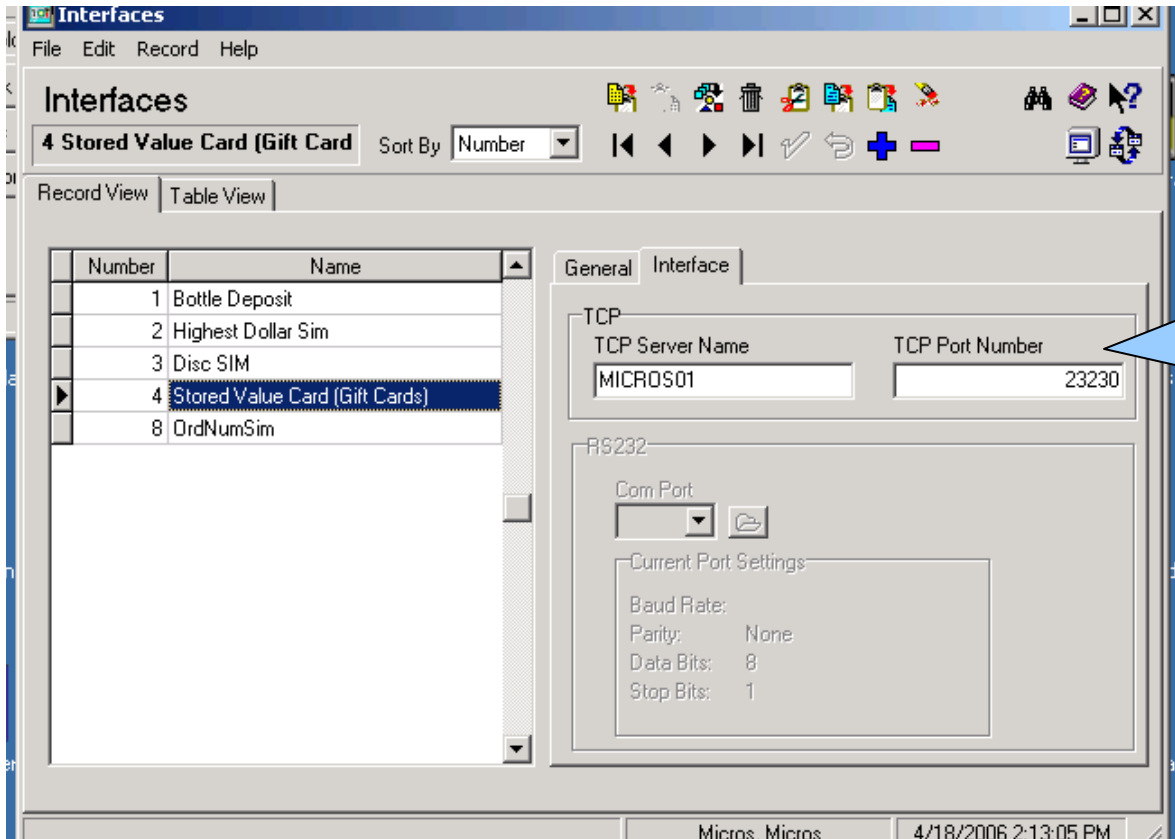 Interfaces
File Edit Record Help
Interfaces
4 Stored Value Card (Gift Card Sort By Number
Record View Table View
Number Name
1 Bottle Deposit
2 Highest Dollar Sim
3 Disc SIM
4 Stored Value Card (Gift Cards)
8 OrdNumSim
General Interface
TCP
TCP Server Name TCP Port Number
MICROS01 23230
RS232
Com Port
Current Port Settings
Baud Rate:
Parity: None
Data Bits: 8
Stop Bits: 1
Micros, Micros 4/18/2006 2:13:05 PM